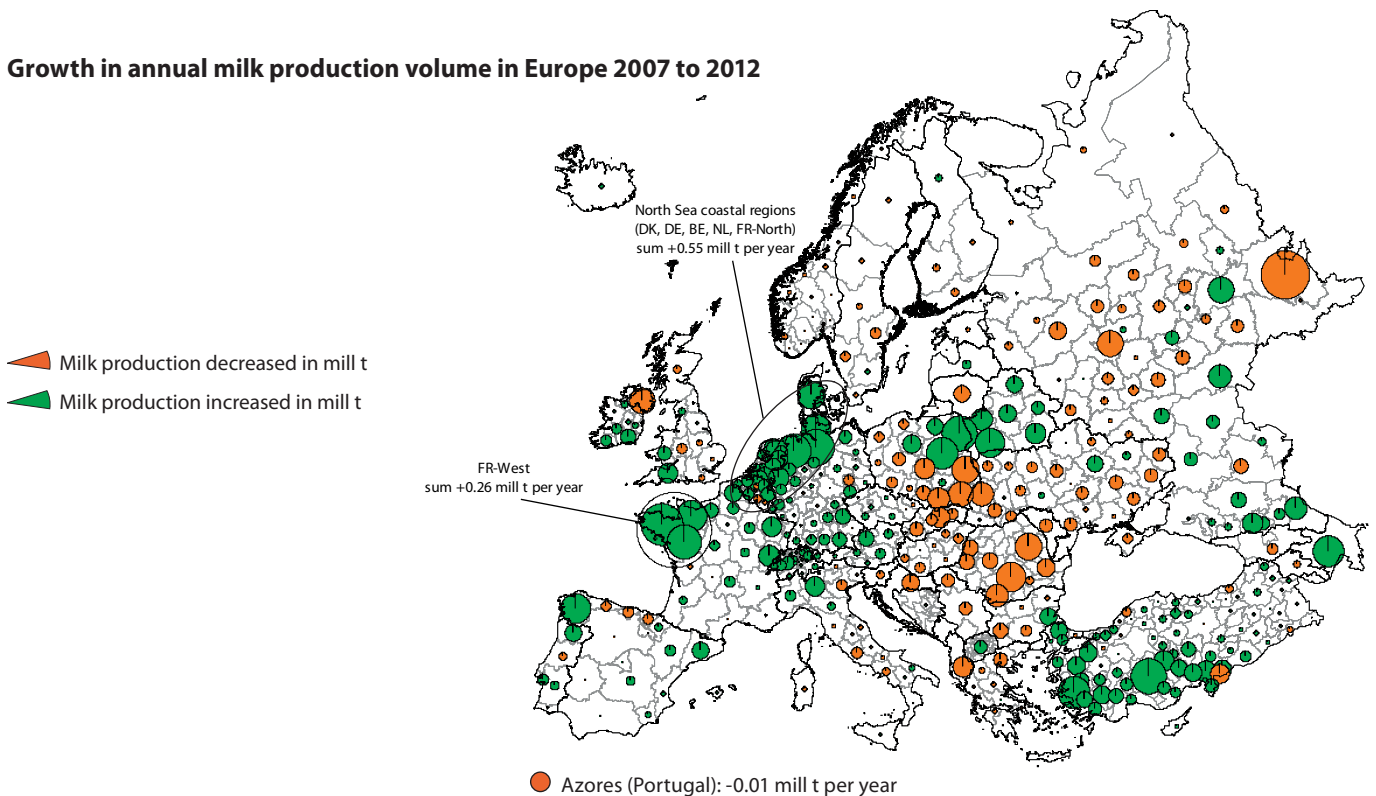 Growth in annual milk production volume in Europe 2007 to 2012
North Sea coastal regions
(DK, DE, BE, NL, FR-North)
sum +0.55 mill t per year
Milk production decreased in mill t
Milk production increased in mill t
FR-West
sum +0.26 mill t per year
Azores (Portugal): -0.01 mill t per year